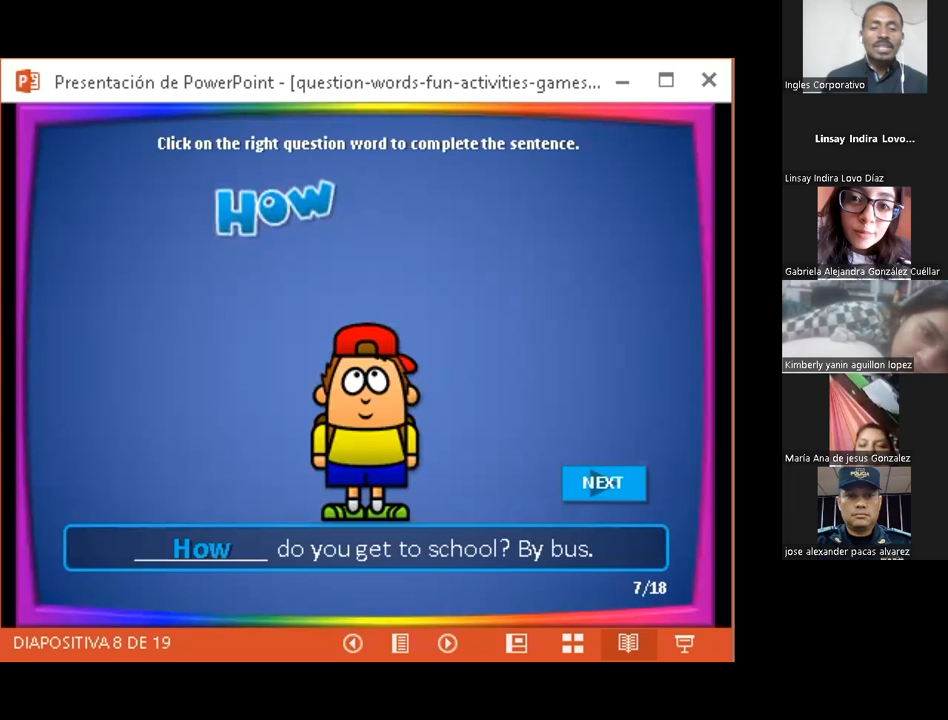 Presentación de PowerPoint - [question-words-fun-activities-games...
Click on the right question word to complete the sentence.
How
NEXT
How do you get to school? By bus.
7/18
DIAPOSITIVA 8 DE 19
Ingles Corporativo
Linsay Indira Lovo...
Linsay Indira Lovo Díaz
Gabriela Alejandra González Cuéllar
Kimberly yanin aguillon lopez
María Ana de jesus Gonzalez
POLICIA
jose alexander pacas alvarez